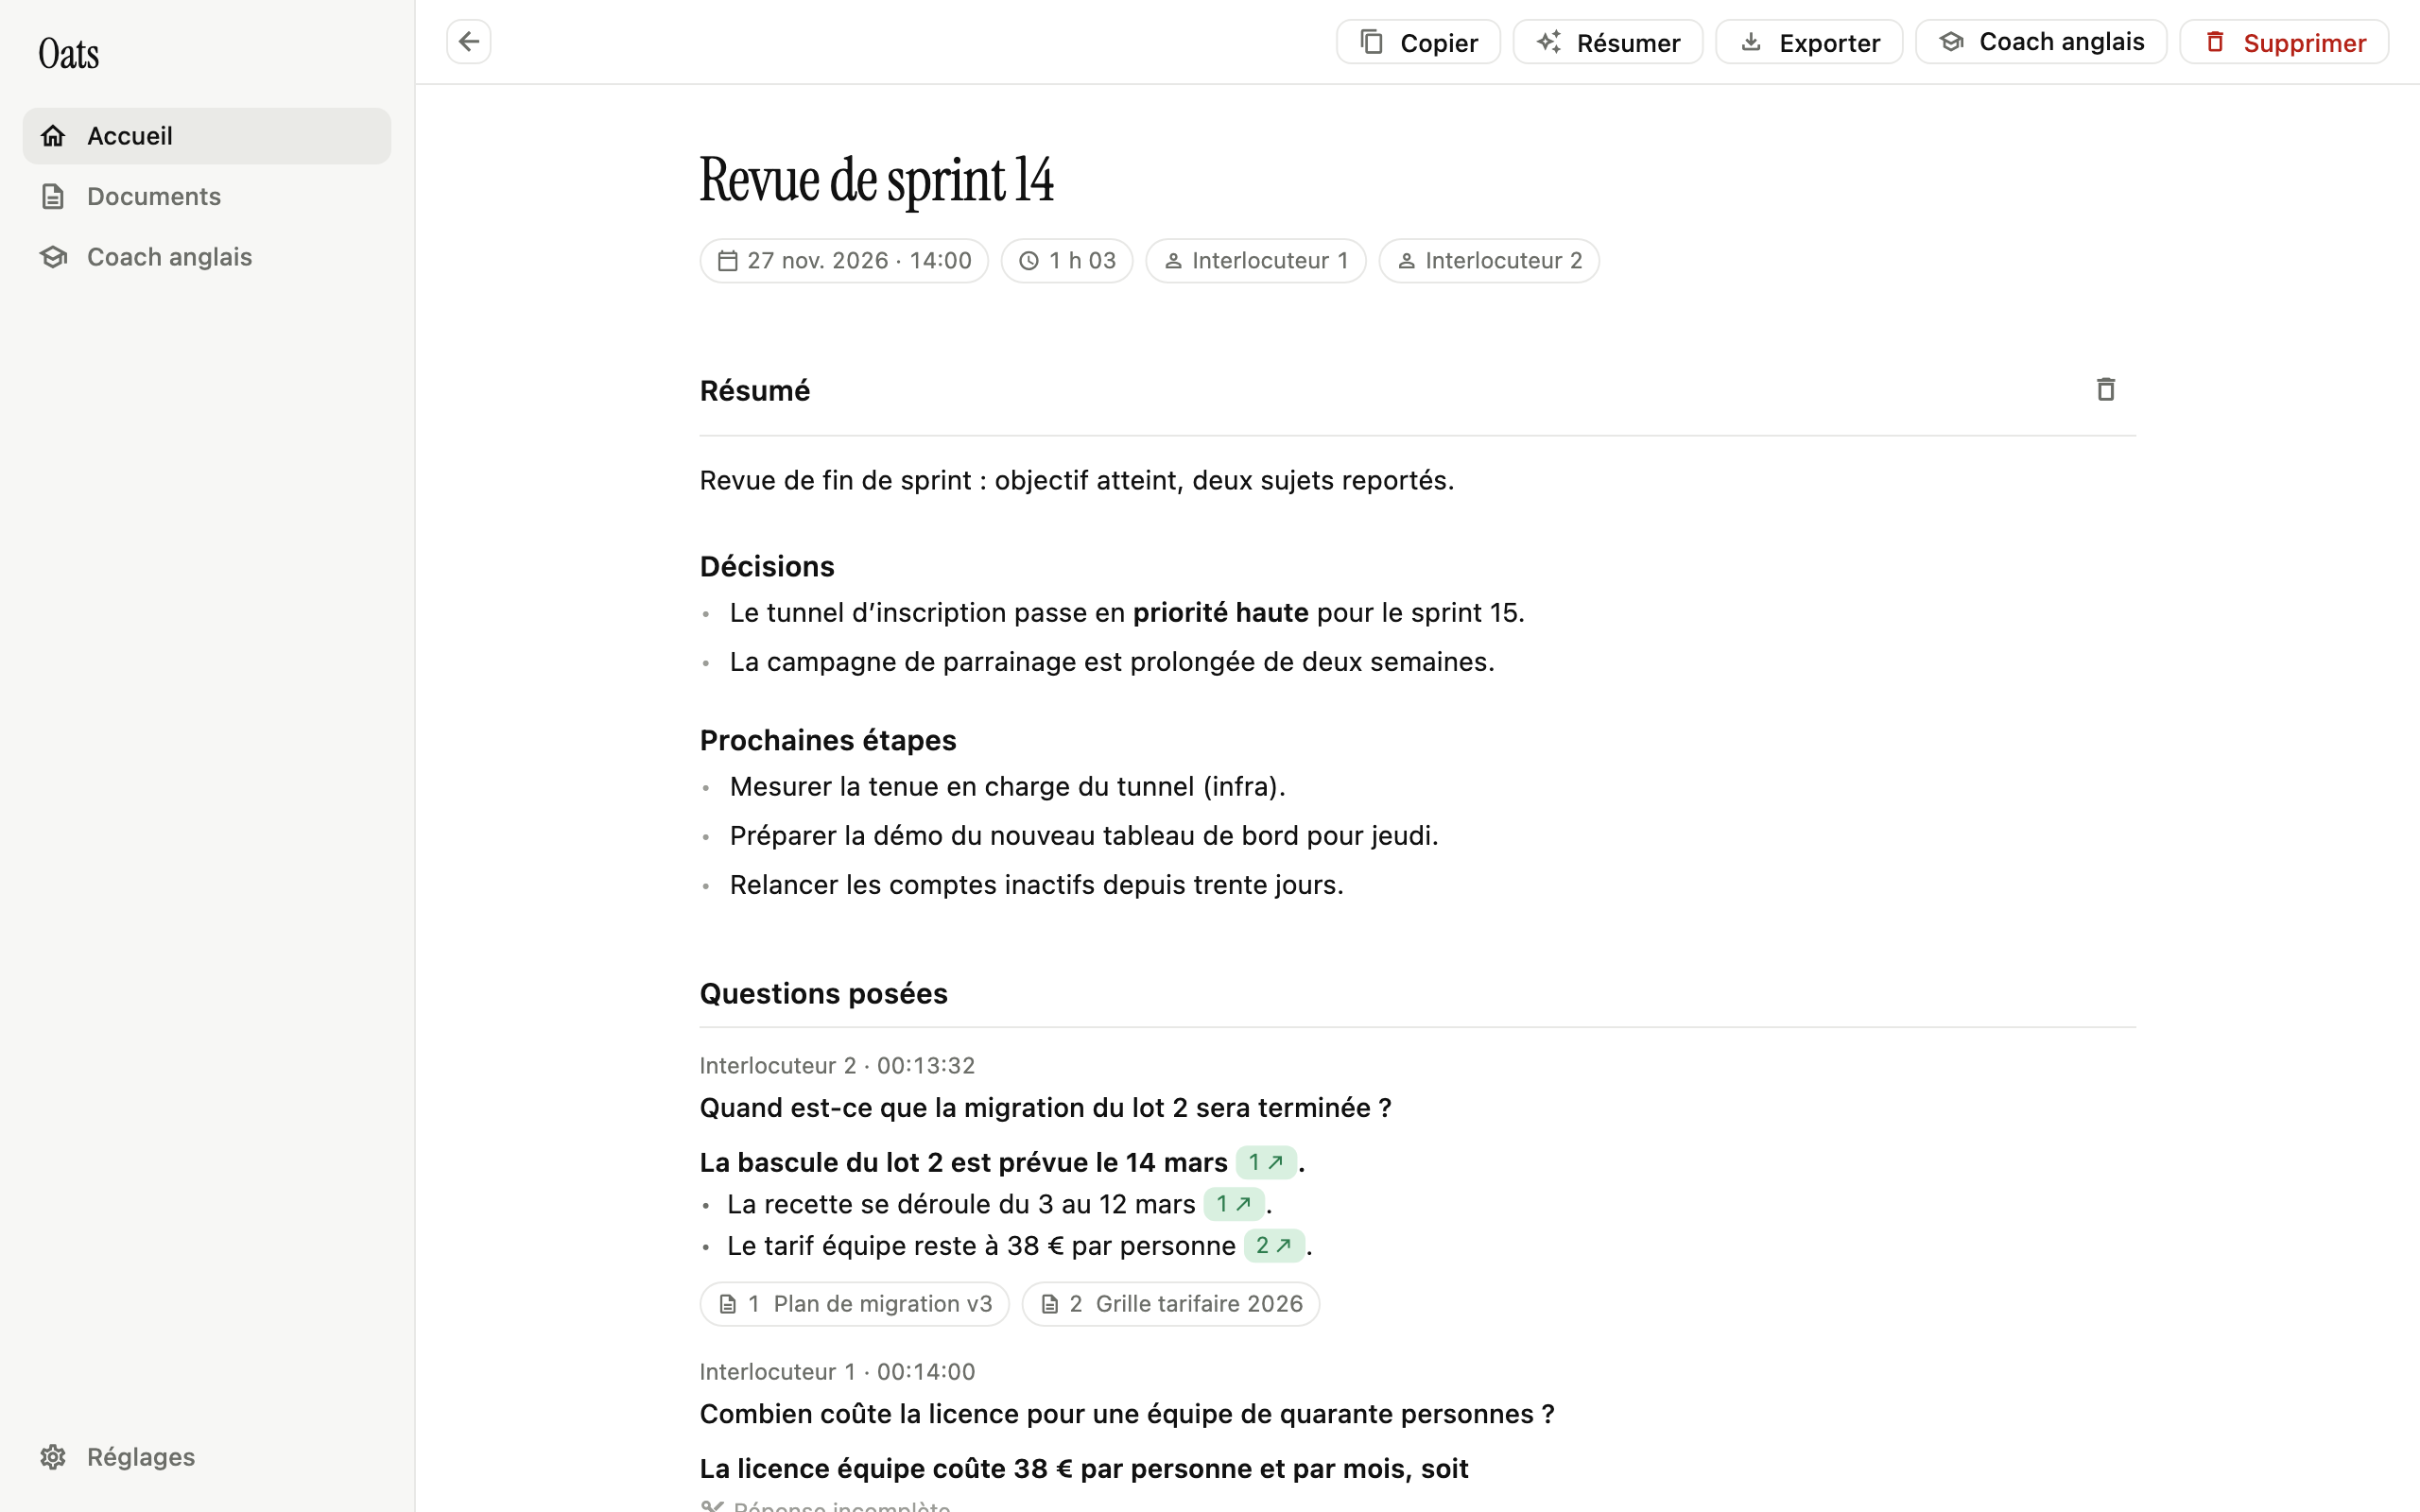 Oats
Accueil
Documents
Coach anglais
Réglages
Copier
Résumer
Exporter
Coach anglais
Supprimer
Revue de sprint 14
27 nov. 2026 · 14:00
1 h 03
Interlocuteur 1
Interlocuteur 2
Résumé
Revue de fin de sprint : objectif atteint, deux sujets reportés.
Décisions
• Le tunnel d’inscription passe en priorité haute pour le sprint 15.
• La campagne de parrainage est prolongée de deux semaines.
Prochaines étapes
• Mesurer la tenue en charge du tunnel (infra).
• Préparer la démo du nouveau tableau de bord pour jeudi.
• Relancer les comptes inactifs depuis trente jours.
Questions posées
Interlocuteur 2 · 00:13:32
Quand est-ce que la migration du lot 2 sera terminée ?
La bascule du lot 2 est prévue le 14 mars 1 ↗.
• La recette se déroule du 3 au 12 mars 1 ↗.
• Le tarif équipe reste à 38 € par personne 2 ↗.
1 Plan de migration v3
2 Grille tarifaire 2026
Interlocuteur 1 · 00:14:00
Combien coûte la licence pour une équipe de quarante personnes ?
La licence équipe coûte 38 € par personne et par mois, soit
Réponse incomplète